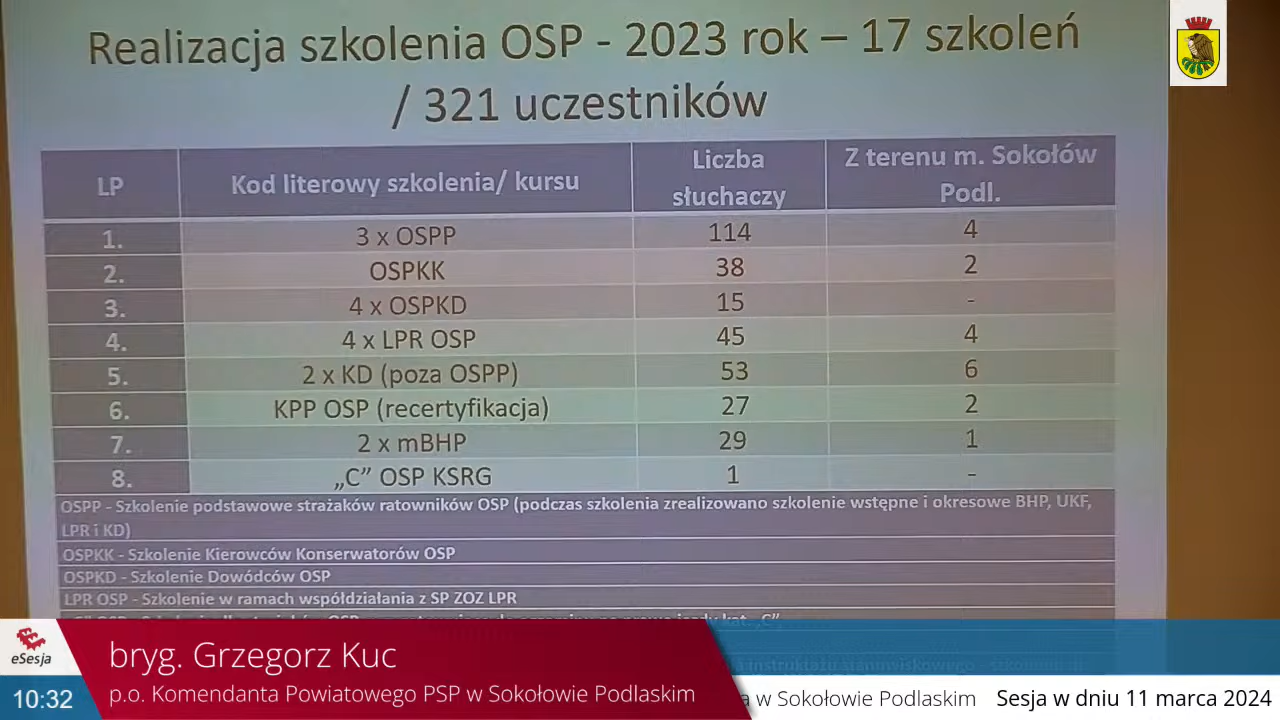 Realizacja szkolenia OSP - 2023 rok – 17 szkoleń
/ 321 uczestników
LP Kod literowy szkolenia/ kursu Liczba słuchaczy Z terenu m. Sokołów Podl.
1. 3 x OSPP 114 4
2. OSPKK 38 2
3. 4 x OSPKD 15 -
4. 4 x LPR OSP 45 4
5. 2 x KD (poza OSPP) 53 6
6. KPP OSP (recertyfikacja) 27 2
7. 2 x mBHP 29 1
8. „C” OSP KSRG 1 -
OSPP - Szkolenie podstawowe strażaków ratowników OSP (podczas szkolenia zrealizowano szkolenie wstępne i okresowe BHP, UKF,
LPR i KD)
OSPKK - Szkolenie Kierowców Konserwatorów OSP
OSPKD - Szkolenie Dowódców OSP
LPR OSP - Szkolenie w ramach współdziałania z SP ZOZ LPR
eSesja
bryg. Grzegorz Kuc
10:32
p.o. Komendanta Powiatowego PSP w Sokołowie Podlaskim
w Sokołowie Podlaskim Sesja w dniu 11 marca 2024